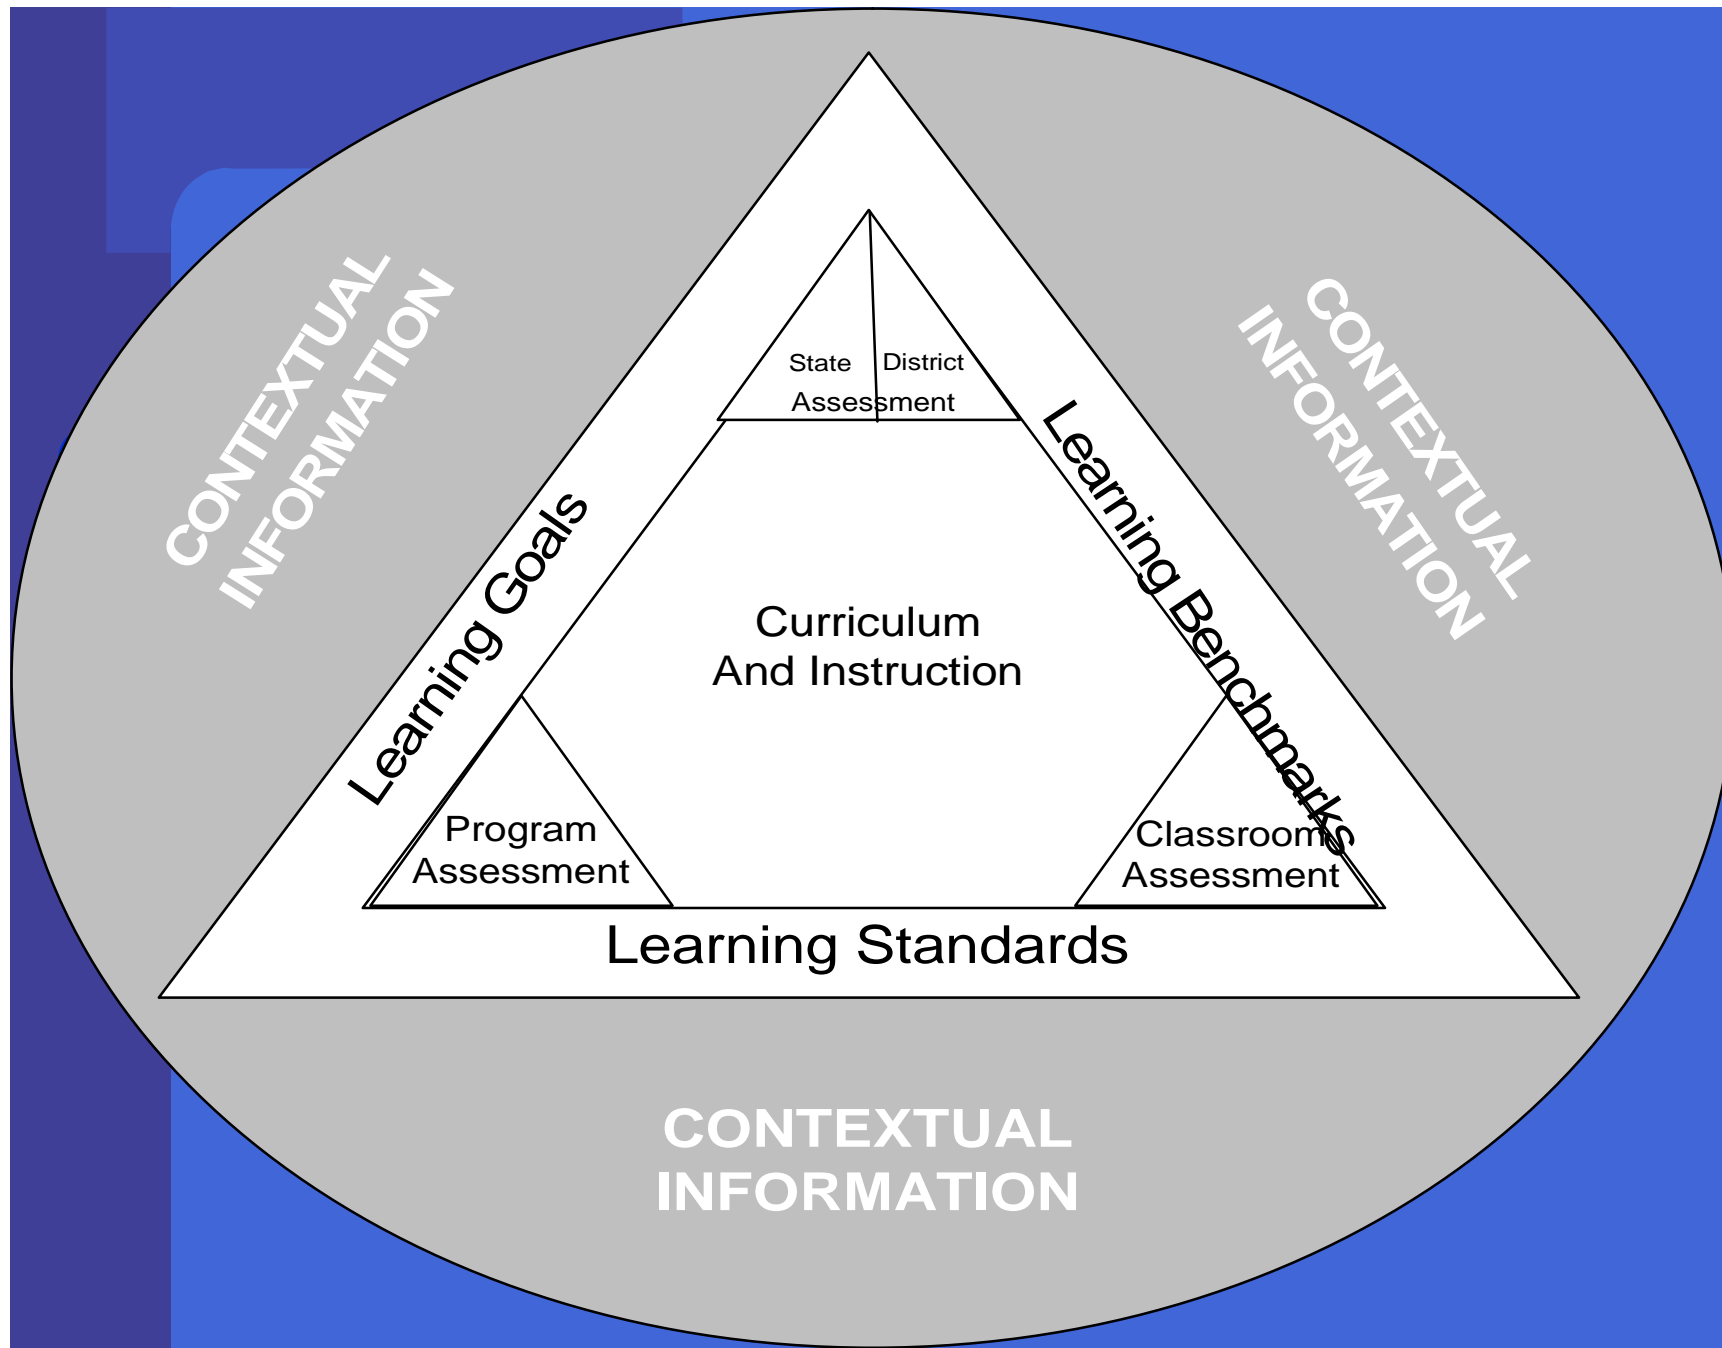 CONTEXTUAL
INFORMATION
CONTEXTUAL
INFORMATION
State District
Assessment
Learning Goals
Learning Benchmarks
Curriculum
And Instruction
Program
Assessment
Classroom
Assessment
Learning Standards
CONTEXTUAL
INFORMATION